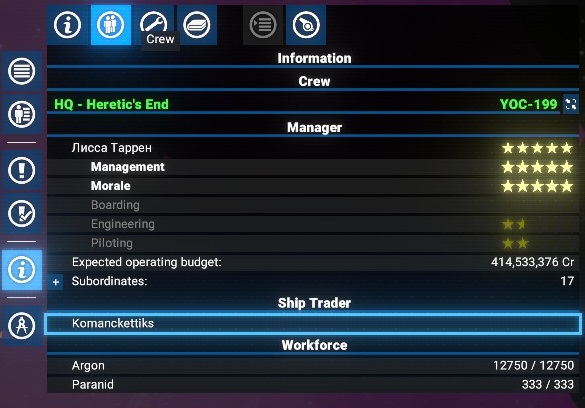 Crew
Information
Crew
HQ - Heretic's End YOC-199
Manager
Лисса Таррен
Management
Morale
Boarding
Engineering
Piloting
Expected operating budget: 414,533,376 Cr
Subordinates: 17
Ship Trader
Komanckettiks
Workforce
Argon 12750 / 12750
Paranid 333 / 333